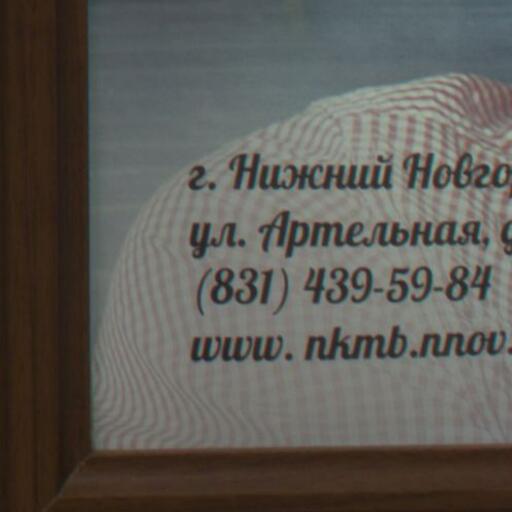 г. Нижний Новго
ул. Артельная,
(831) 439-59-84
www. nkmb.nnov.